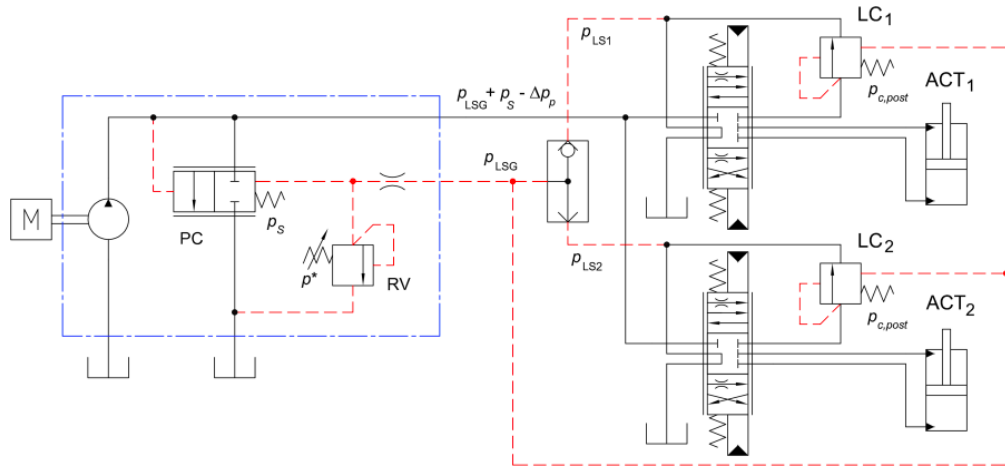 LC1
pLS1
ACT1
pc,post
pLSG + pS - Δpp
pLSG
M
PC
pS
p*
RV
pLS2
LC2
ACT2
pc,post